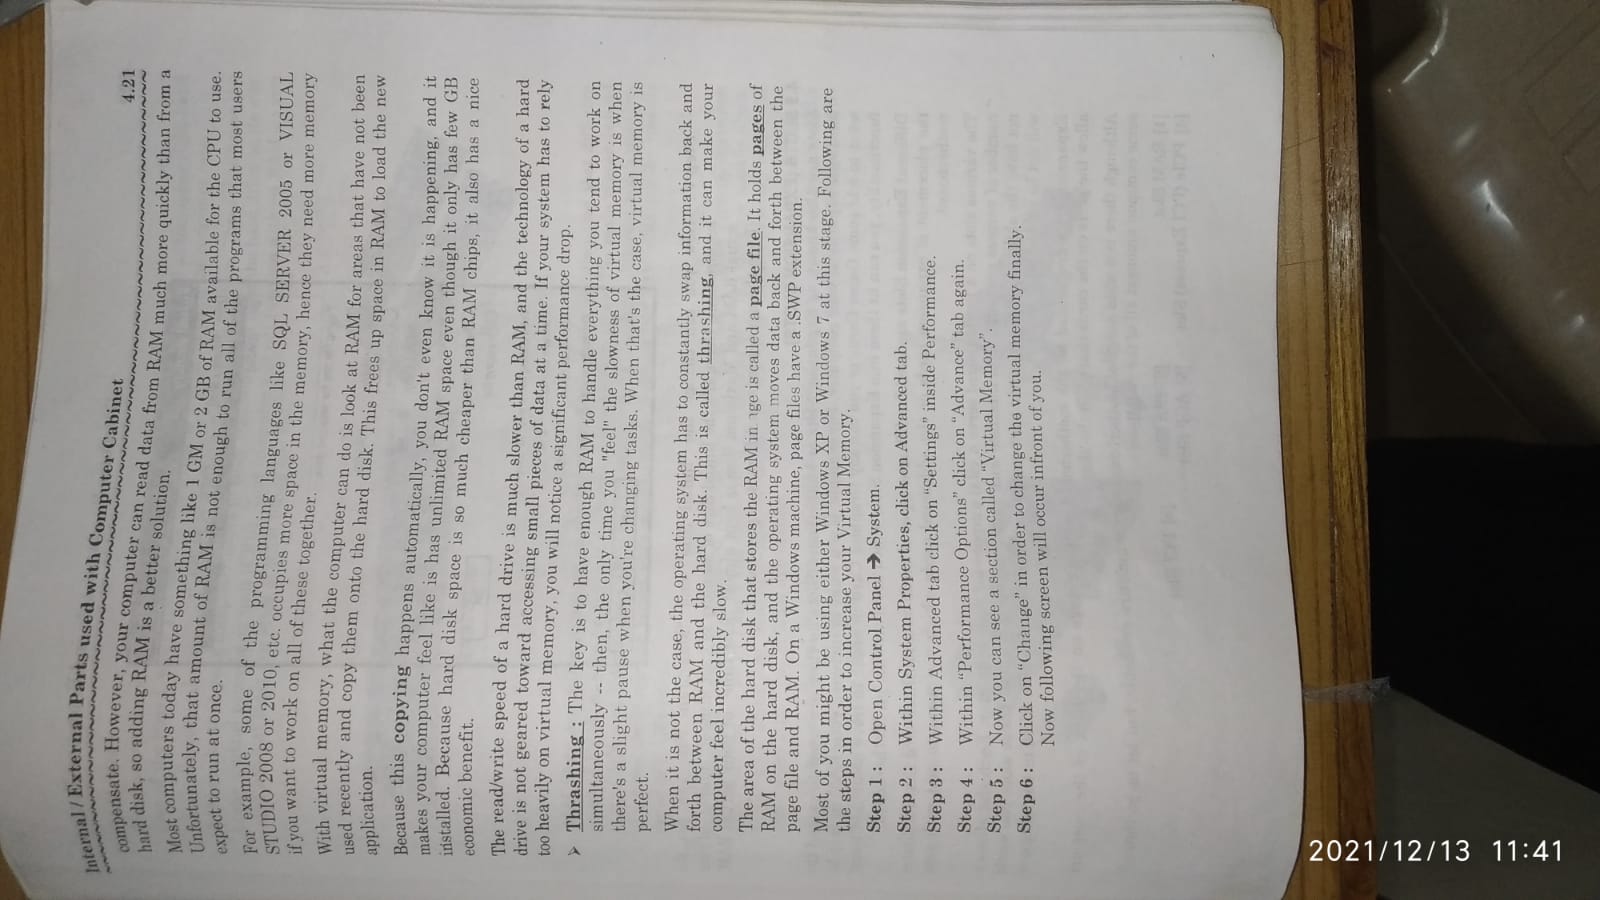 Internal / External Parts used with Computer Cabinet 4.21
compensate. However, your computer can read data from RAM much more quickly than from a
hard disk, so adding RAM is a better solution.
Most computers today have something like 1 GM or 2 GB of RAM available for the CPU to use.
Unfortunately, that amount of RAM is not enough to run all of the programs that most users
expect to run at once.
For example, some of the programming languages like SQL SERVER 2005 or VISUAL
STUDIO 2008 or 2010, etc. occupies more space in the memory, hence they need more memory
if you want to work on all of these together.
With virtual memory, what the computer can do is look at RAM for areas that have not been
used recently and copy them onto the hard disk. This frees up space in RAM to load the new
application.
Because this copying happens automatically, you don't even know it is happening, and it
makes your computer feel like is has unlimited RAM space even though it only has few GB
installed. Because hard disk space is so much cheaper than RAM chips, it also has a nice
economic benefit.
The read/write speed of a hard drive is much slower than RAM, and the technology of a hard
drive is not geared toward accessing small pieces of data at a time. If your system has to rely
too heavily on virtual memory, you will notice a significant performance drop.
➤ Thrashing : The key is to have enough RAM to handle everything you tend to work on
simultaneously -- then, the only time you "feel" the slowness of virtual memory is when
there's a slight pause when you're changing tasks. When that's the case, virtual memory is
perfect.
When it is not the case, the operating system has to constantly swap information back and
forth between RAM and the hard disk. This is called thrashing, and it can make your
computer feel incredibly slow.
The area of the hard disk that stores the RAM is called a page file. It holds pages of
RAM on the hard disk, and the operating system moves data back and forth between the
page file and RAM. On a Windows machine, page files have a .SWP extension.
Most of you might be using either Windows XP or Windows 7 at this stage. Following are
the steps in order to increase your Virtual Memory.
Step 1 : Open Control Panel ➔ System.
Step 2 : Within System Properties, click on Advanced tab.
Step 3 : Within Advanced tab click on “Settings” inside Performance.
Step 4 : Within “Performance Options” click on “Advance” tab again.
Step 5 : Now you can see a section called “Virtual Memory”.
Step 6 : Click on “Change” in order to change the virtual memory finally.
Now following screen will occur infront of you.
2021/12/13 11:41